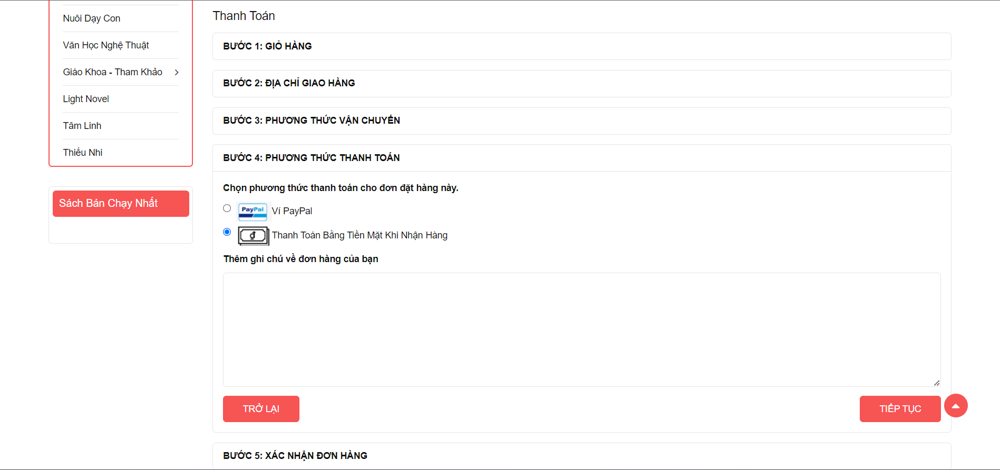 Nuôi Dạy Con
Văn Học Nghệ Thuật
Giáo Khoa - Tham Khảo
Light Novel
Tâm Linh
Thiếu Nhi
Sách Bán Chạy Nhất
Thanh Toán
BƯỚC 1: GIỎ HÀNG
BƯỚC 2: ĐỊA CHỈ GIAO HÀNG
BƯỚC 3: PHƯƠNG THỨC VẬN CHUYỂN
BƯỚC 4: PHƯƠNG THỨC THANH TOÁN
Chọn phương thức thanh toán cho đơn đặt hàng này.
PayPal Ví PayPal
₫ Thanh Toán Bằng Tiền Mặt Khi Nhận Hàng
Thêm ghi chú về đơn hàng của bạn
TRỞ LẠI
TIẾP TỤC
BƯỚC 5: XÁC NHẬN ĐƠN HÀNG